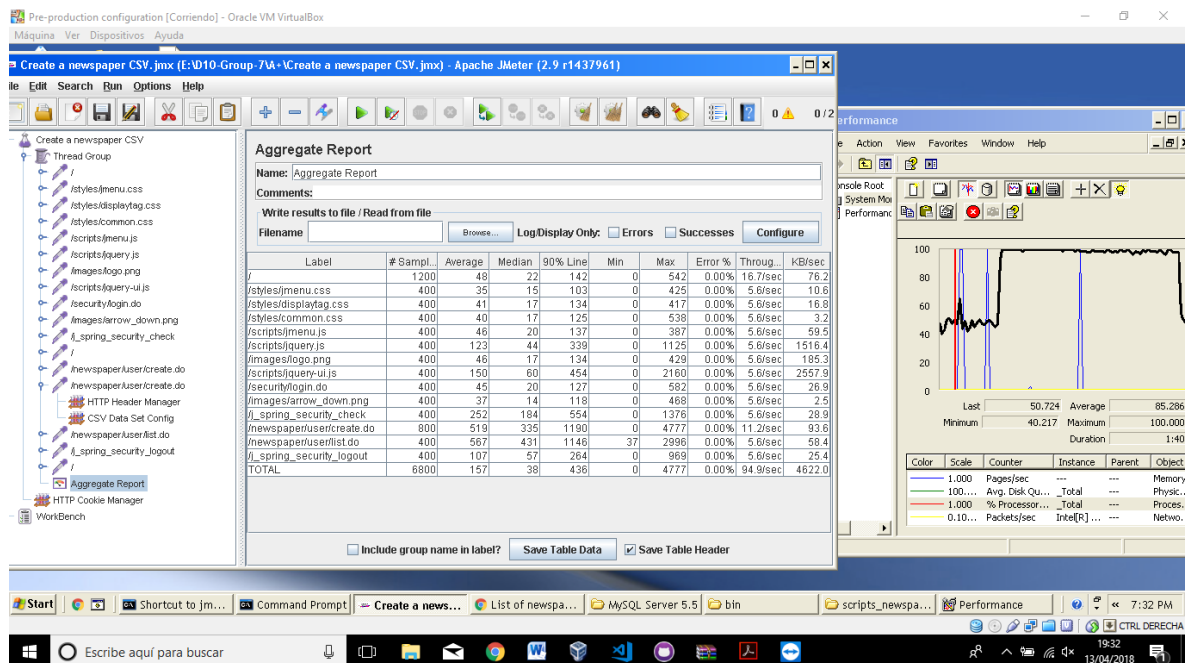 Pre-production configuration [Corriendo] - Oracle VM VirtualBox
Máquina Ver Dispositivos Ayuda
Create a newspaper CSV.jmx (E:\D10-Group-7\A+\Create a newspaper CSV.jmx) - Apache JMeter (2.9 r1437961)
ile Edit Search Run Options Help
0 0/2
Create a newspaper CSV
Thread Group
/
/styles/jmenu.css
/styles/displaytag.css
/styles/common.css
/scripts/jmenu.js
/scripts/jquery.js
/images/logo.png
/scripts/jquery-ui.js
/security/login.do
/images/arrow_down.png
/j_spring_security_check
/
/newspaper/user/create.do
/newspaper/user/create.do
HTTP Header Manager
CSV Data Set Config
/newspaper/user/list.do
/j_spring_security_logout
/
Aggregate Report
HTTP Cookie Manager
WorkBench
Aggregate Report
Name: Aggregate Report
Comments:
Write results to file / Read from file
Filename Browse... Log/Display Only: Errors Successes Configure
Label # Sampl... Average Median 90% Line Min Max Error % Throug... KB/sec
/ 1200 48 22 142 0 542 0.00% 16.7/sec 76.2
/styles/jmenu.css 400 35 15 103 0 425 0.00% 5.6/sec 10.6
/styles/displaytag.css 400 41 17 134 0 417 0.00% 5.6/sec 16.8
/styles/common.css 400 40 17 125 0 538 0.00% 5.6/sec 3.2
/scripts/jmenu.js 400 46 20 137 0 387 0.00% 5.6/sec 59.5
/scripts/jquery.js 400 123 44 339 0 1125 0.00% 5.6/sec 1516.4
/images/logo.png 400 46 17 134 0 429 0.00% 5.6/sec 185.3
/scripts/jquery-ui.js 400 150 60 454 0 2160 0.00% 5.6/sec 2557.9
/security/login.do 400 45 20 127 0 582 0.00% 5.6/sec 26.9
/images/arrow_down.png 400 37 14 118 0 468 0.00% 5.6/sec 2.5
/j_spring_security_check 400 252 184 554 0 1376 0.00% 5.6/sec 28.9
/newspaper/user/create.do 800 519 335 1190 0 4777 0.00% 11.2/sec 93.6
/newspaper/user/list.do 400 567 431 1146 37 2996 0.00% 5.6/sec 58.4
/j_spring_security_logout 400 107 57 264 0 969 0.00% 5.6/sec 25.4
TOTAL 6800 157 38 436 0 4777 0.00% 94.9/sec 4622.0
Include group name in label? Save Table Data Save Table Header
erformance
e Action View Favorites Window Help
onsole Root
System Mo
Performanc
100
80
60
40
20
0
Last 50.724 Average 85.286
Minimum 40.217 Maximum 100.000
Duration 1:40
Color Scale Counter Instance Parent Object
1.000 Pages/sec --- --- Memory
100.... Avg. Disk Qu... _Total --- Physic..
1.000 % Processor... _Total --- Proces.
0.10... Packets/sec Intel[R] ... --- Netwo.
Start Shortcut to jm... Command Prompt Create a news... List of newspa... MySQL Server 5.5 bin scripts_newspa... Performance « 7:32 PM
CTRL DERECHA
Escribe aquí para buscar
19:32
13/04/2018